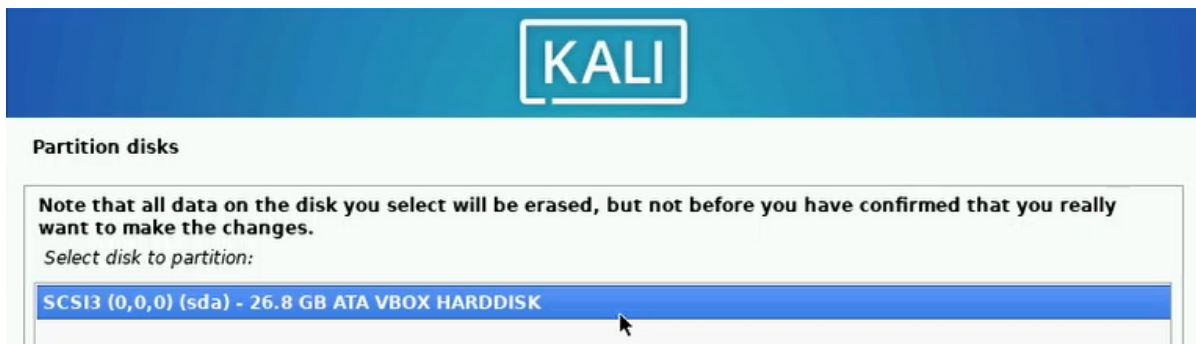 KALI
Partition disks
Note that all data on the disk you select will be erased, but not before you have confirmed that you really
want to make the changes.
Select disk to partition:
SCSI3 (0,0,0) (sda) - 26.8 GB ATA VBOX HARDDISK